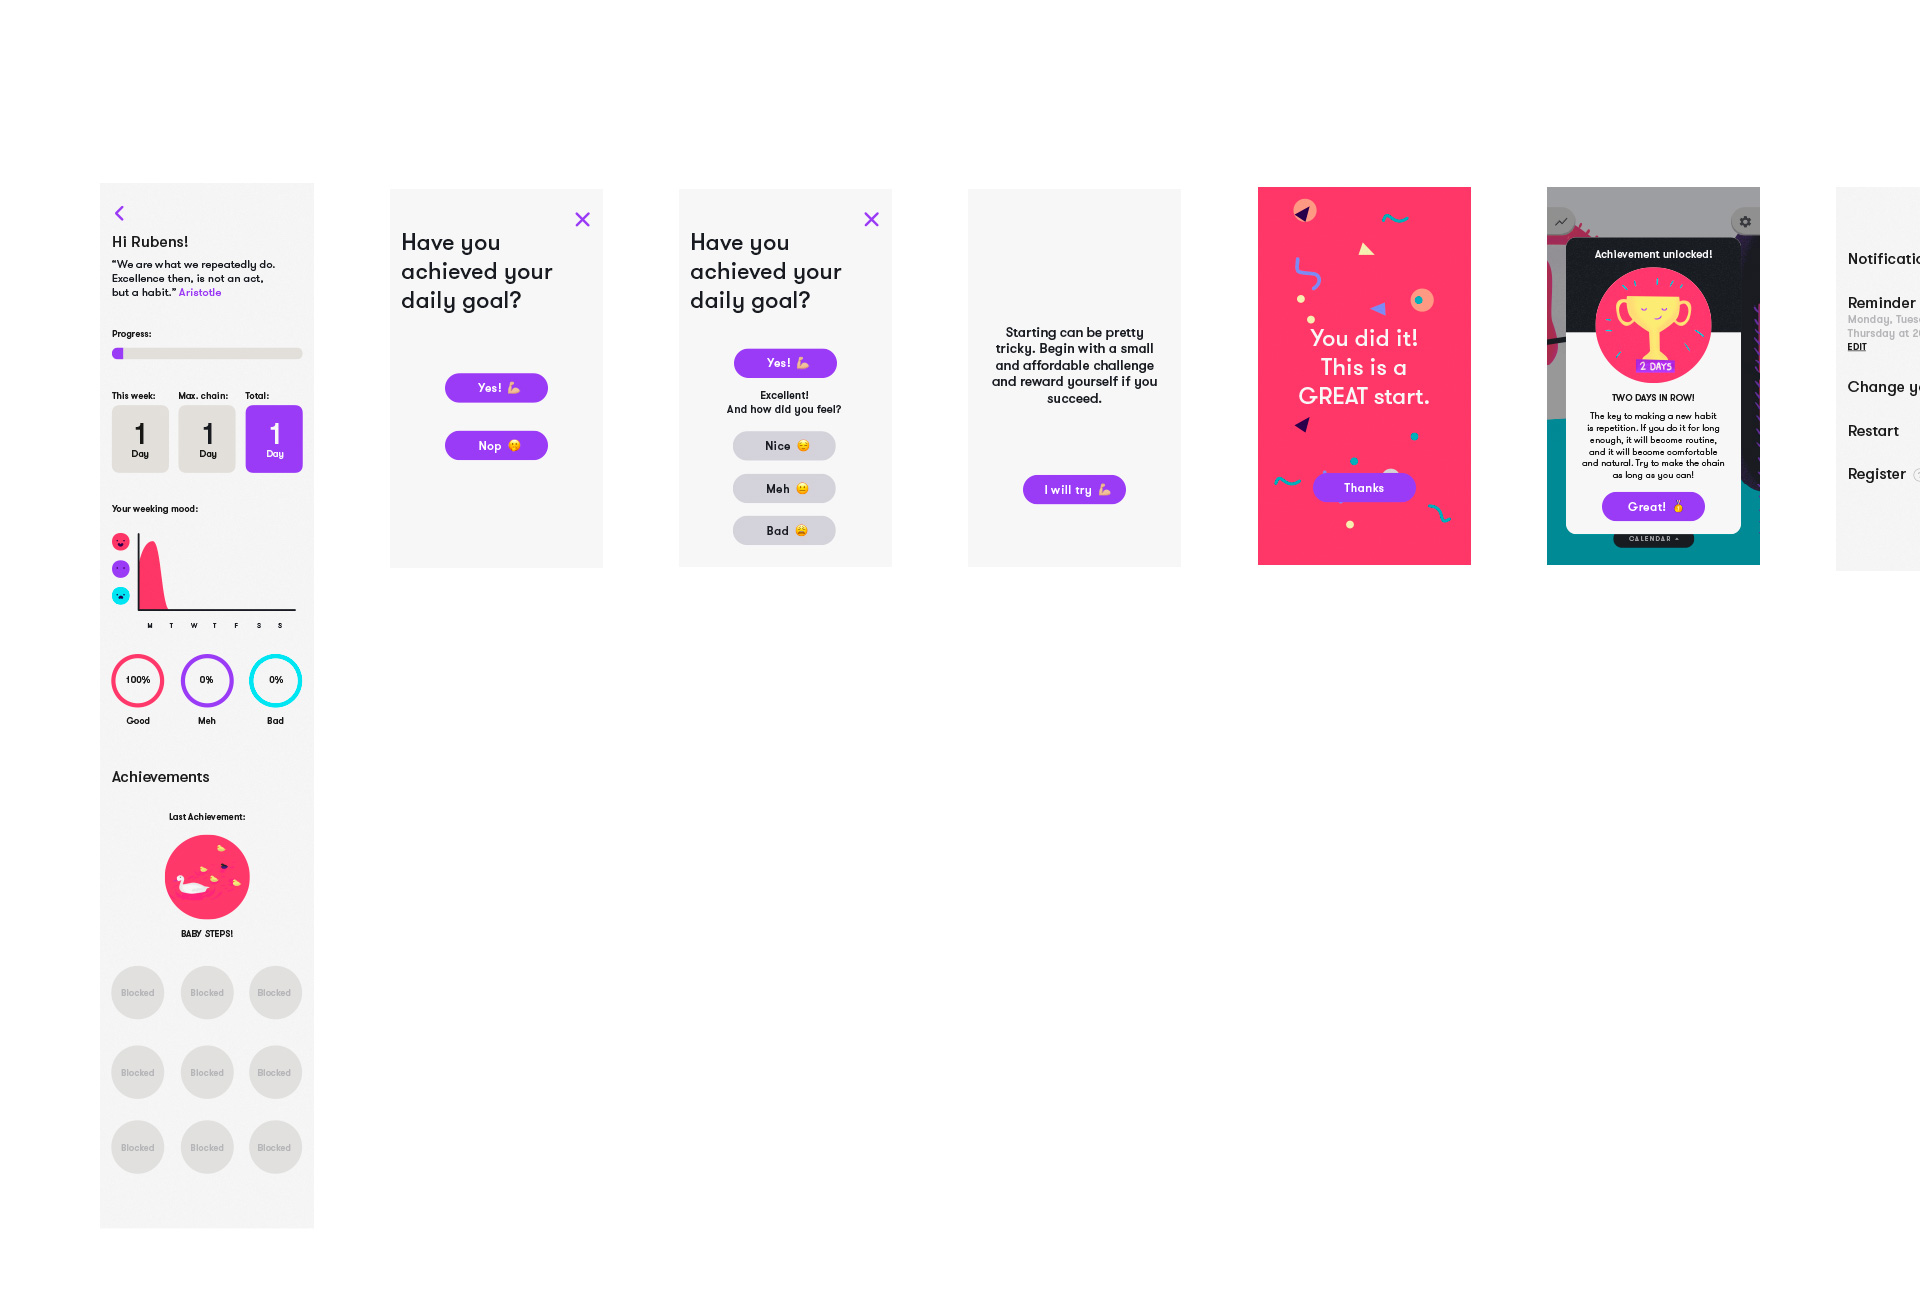 Hi Rubens!
“We are what we repeatedly do.
Excellence then, is not an act,
but a habit.” Aristotle
Progress:
This week: Max. chain: Total:
1 1 1
Day Day Day
Your weeking mood:
M T W T F S S
100% 0% 0%
Good Meh Bad
Achievements
Last Achievement:
BABY STEPS!
Blocked Blocked Blocked
Blocked Blocked Blocked
Blocked Blocked Blocked
Have you
achieved your
daily goal?
Yes!
Nop
Have you
achieved your
daily goal?
Yes!
Excellent!
And how did you feel?
Nice
Meh
Bad
Starting can be pretty
tricky. Begin with a small
and affordable challenge
and reward yourself if you
succeed.
I will try
You did it!
This is a
GREAT start.
Thanks
Achievement unlocked!
2 DAYS
TWO DAYS IN ROW!
The key to making a new habit
is repetition. If you do it for long
enough, it will become routine,
and it will become comfortable
and natural. Try to make the chain
as long as you can!
Great!
CALENDAR
Notificatio
Reminder
Monday, Tues
Thursday at 20
EDIT
Change yo
Restart
Register